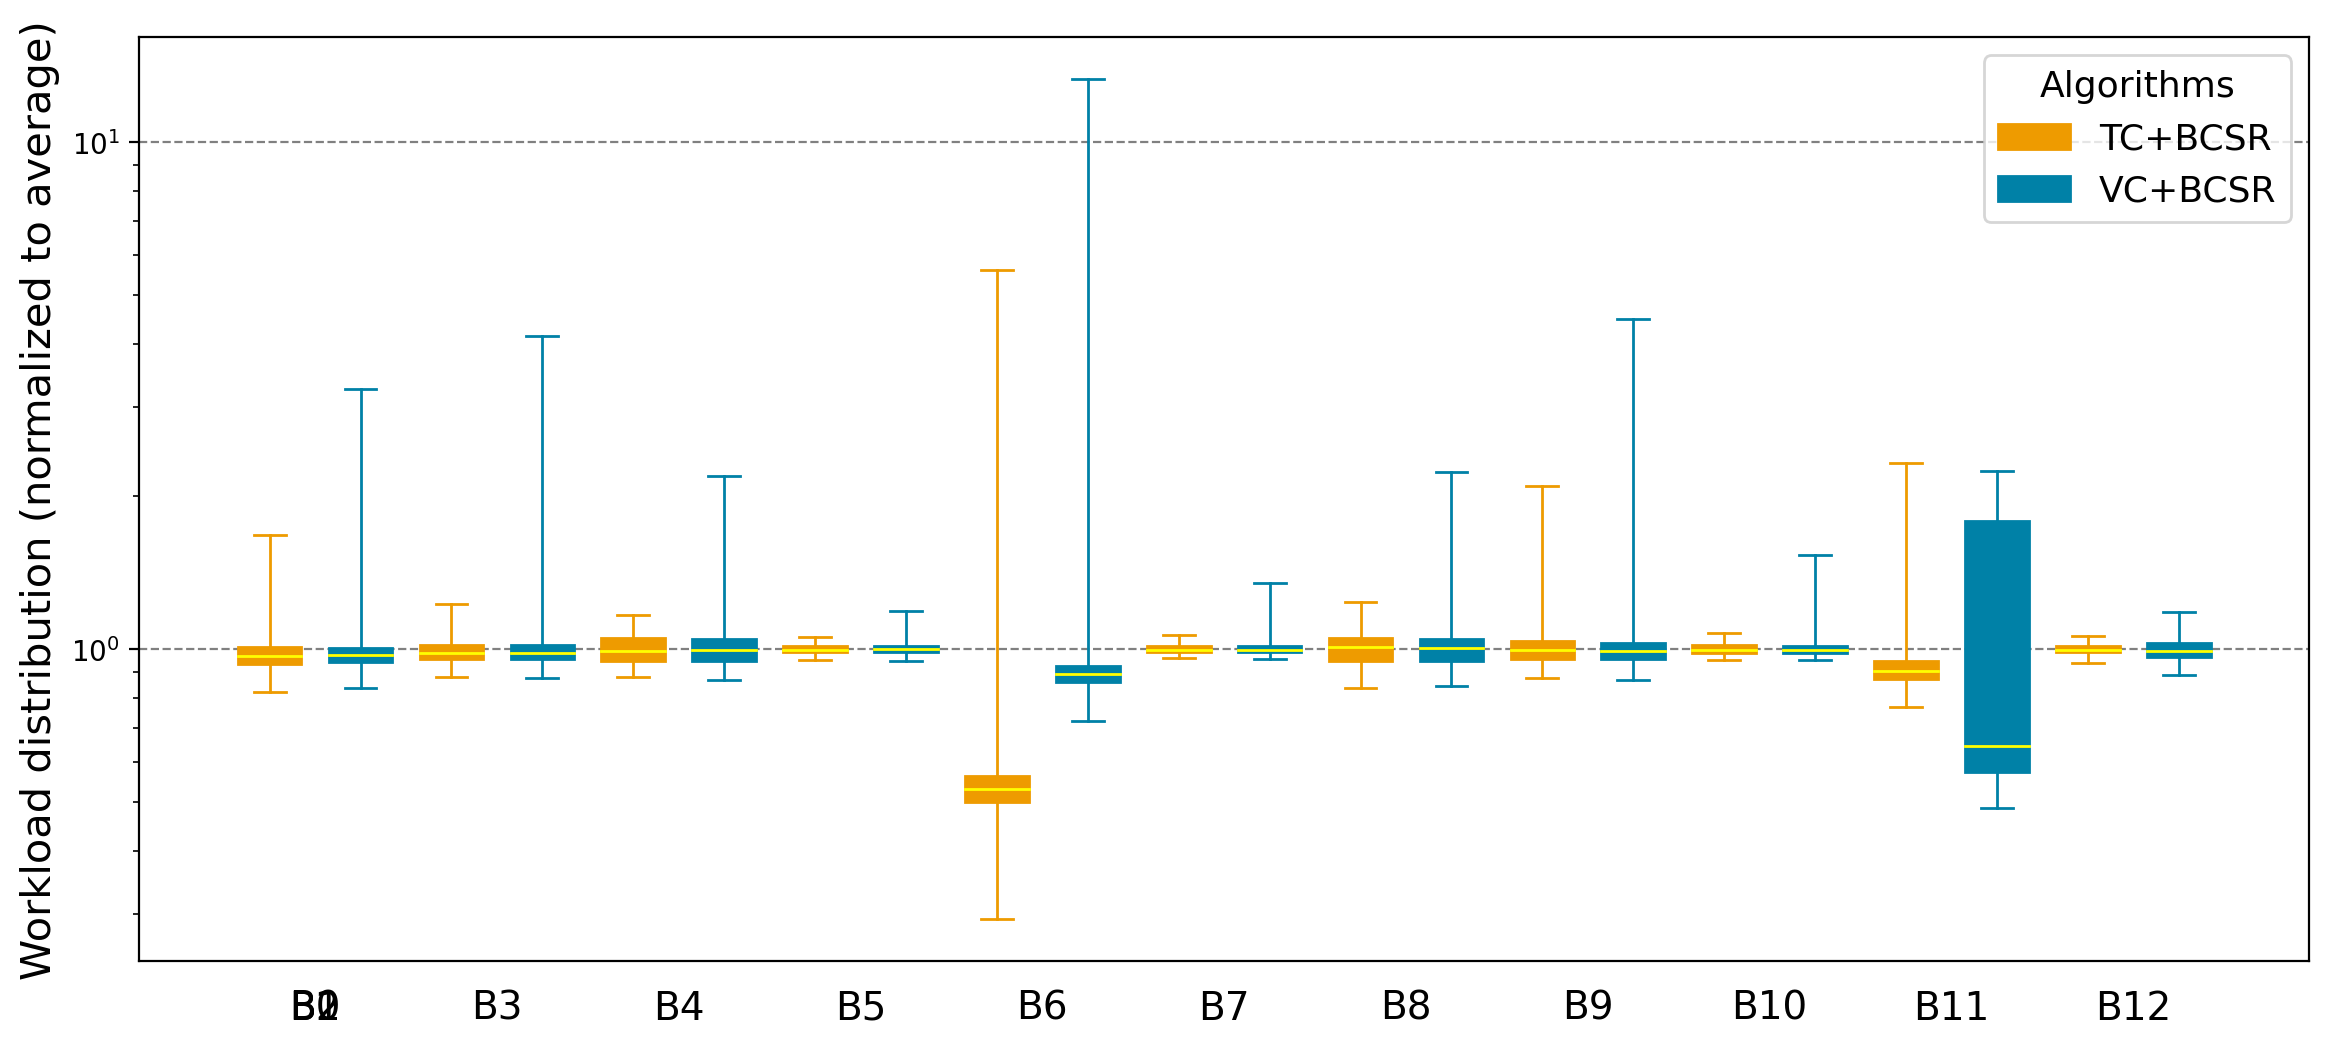 Workload distribution (normalized to average)
10¹
10⁰
Algorithms
TC+BCSR
VC+BCSR
B3 B4 B5 B6 B7 B8 B9 B10 B11 B12